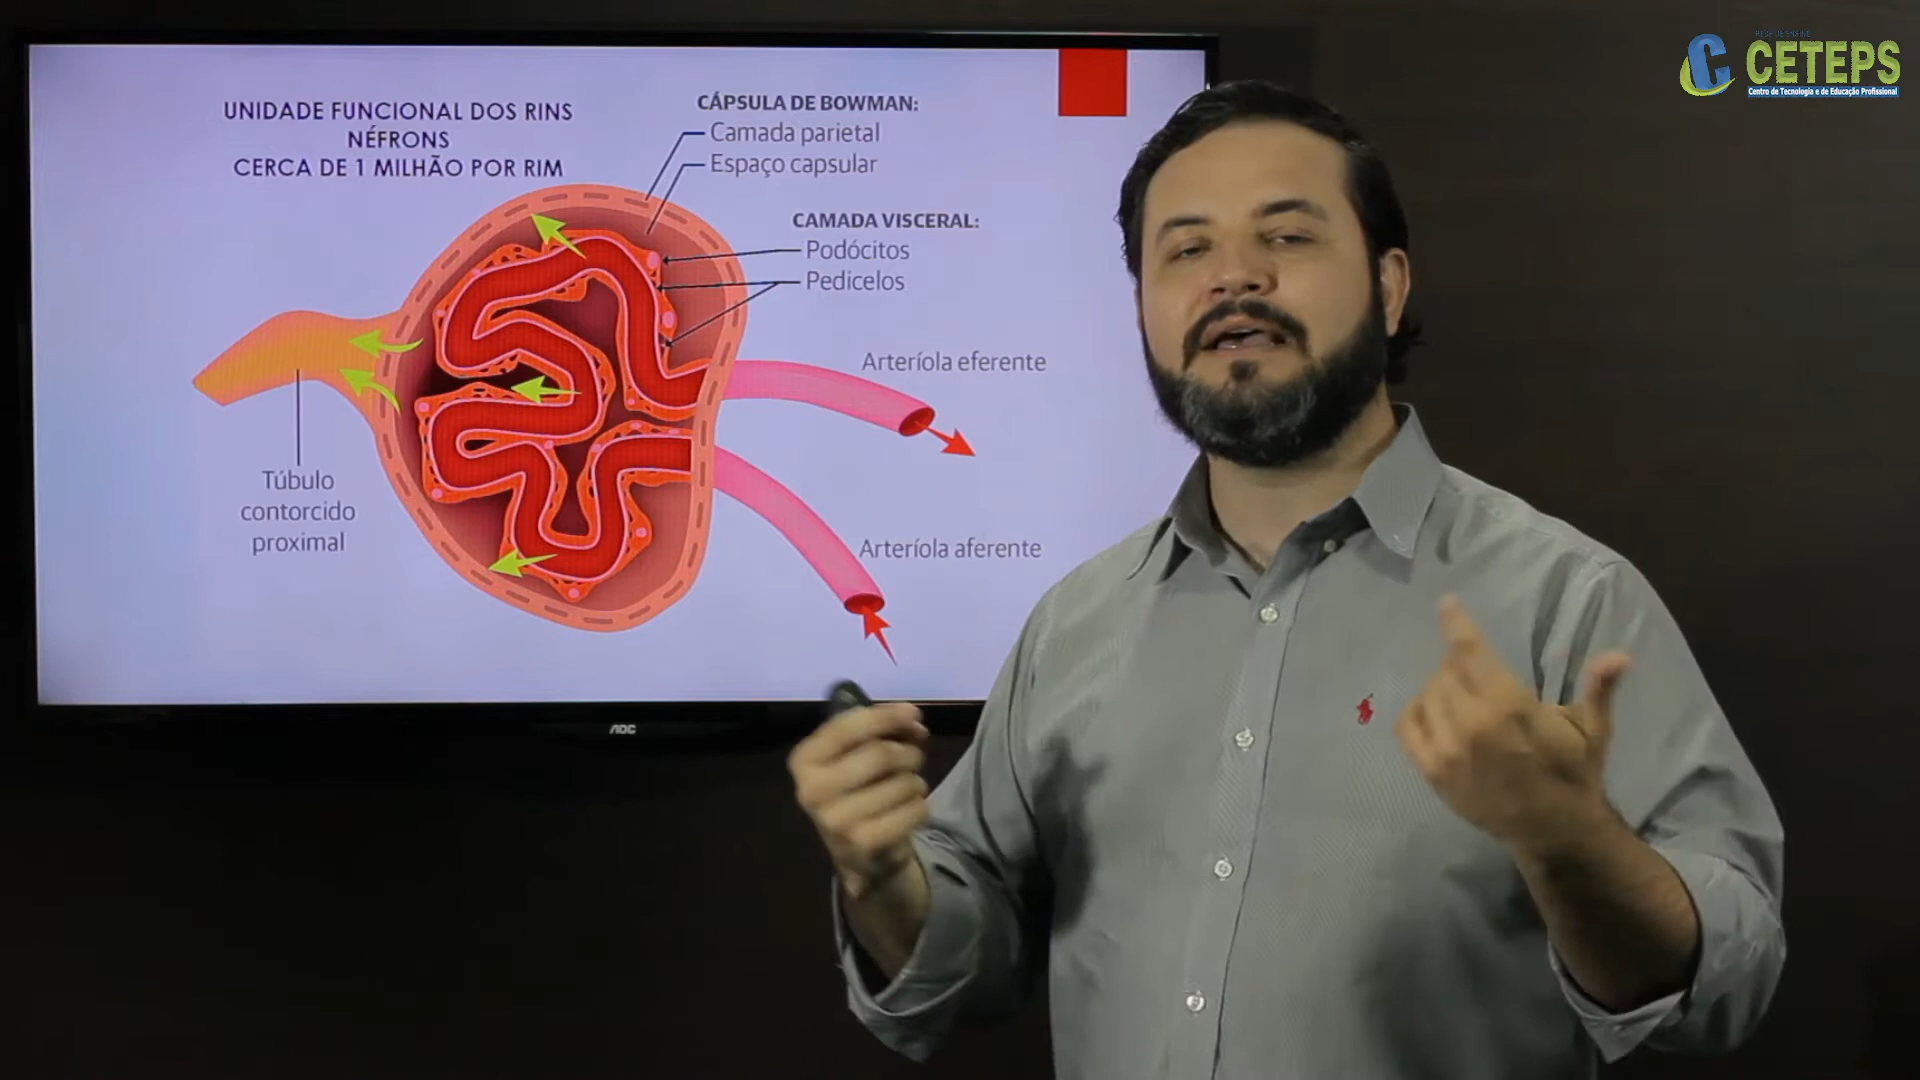 UNIDADE FUNCIONAL DOS RINS
NÉFRONS
CERCA DE 1 MILHÃO POR RIM
CÁPSULA DE BOWMAN:
Camada parietal
Espaço capsular
CAMADA VISCERAL:
Podócitos
Pedicelos
Arteríola eferente
Arteríola aferente
Túbulo
contorcido
proximal
AOC
CETEPS
Centro de Tecnologia e de Educação Profissional